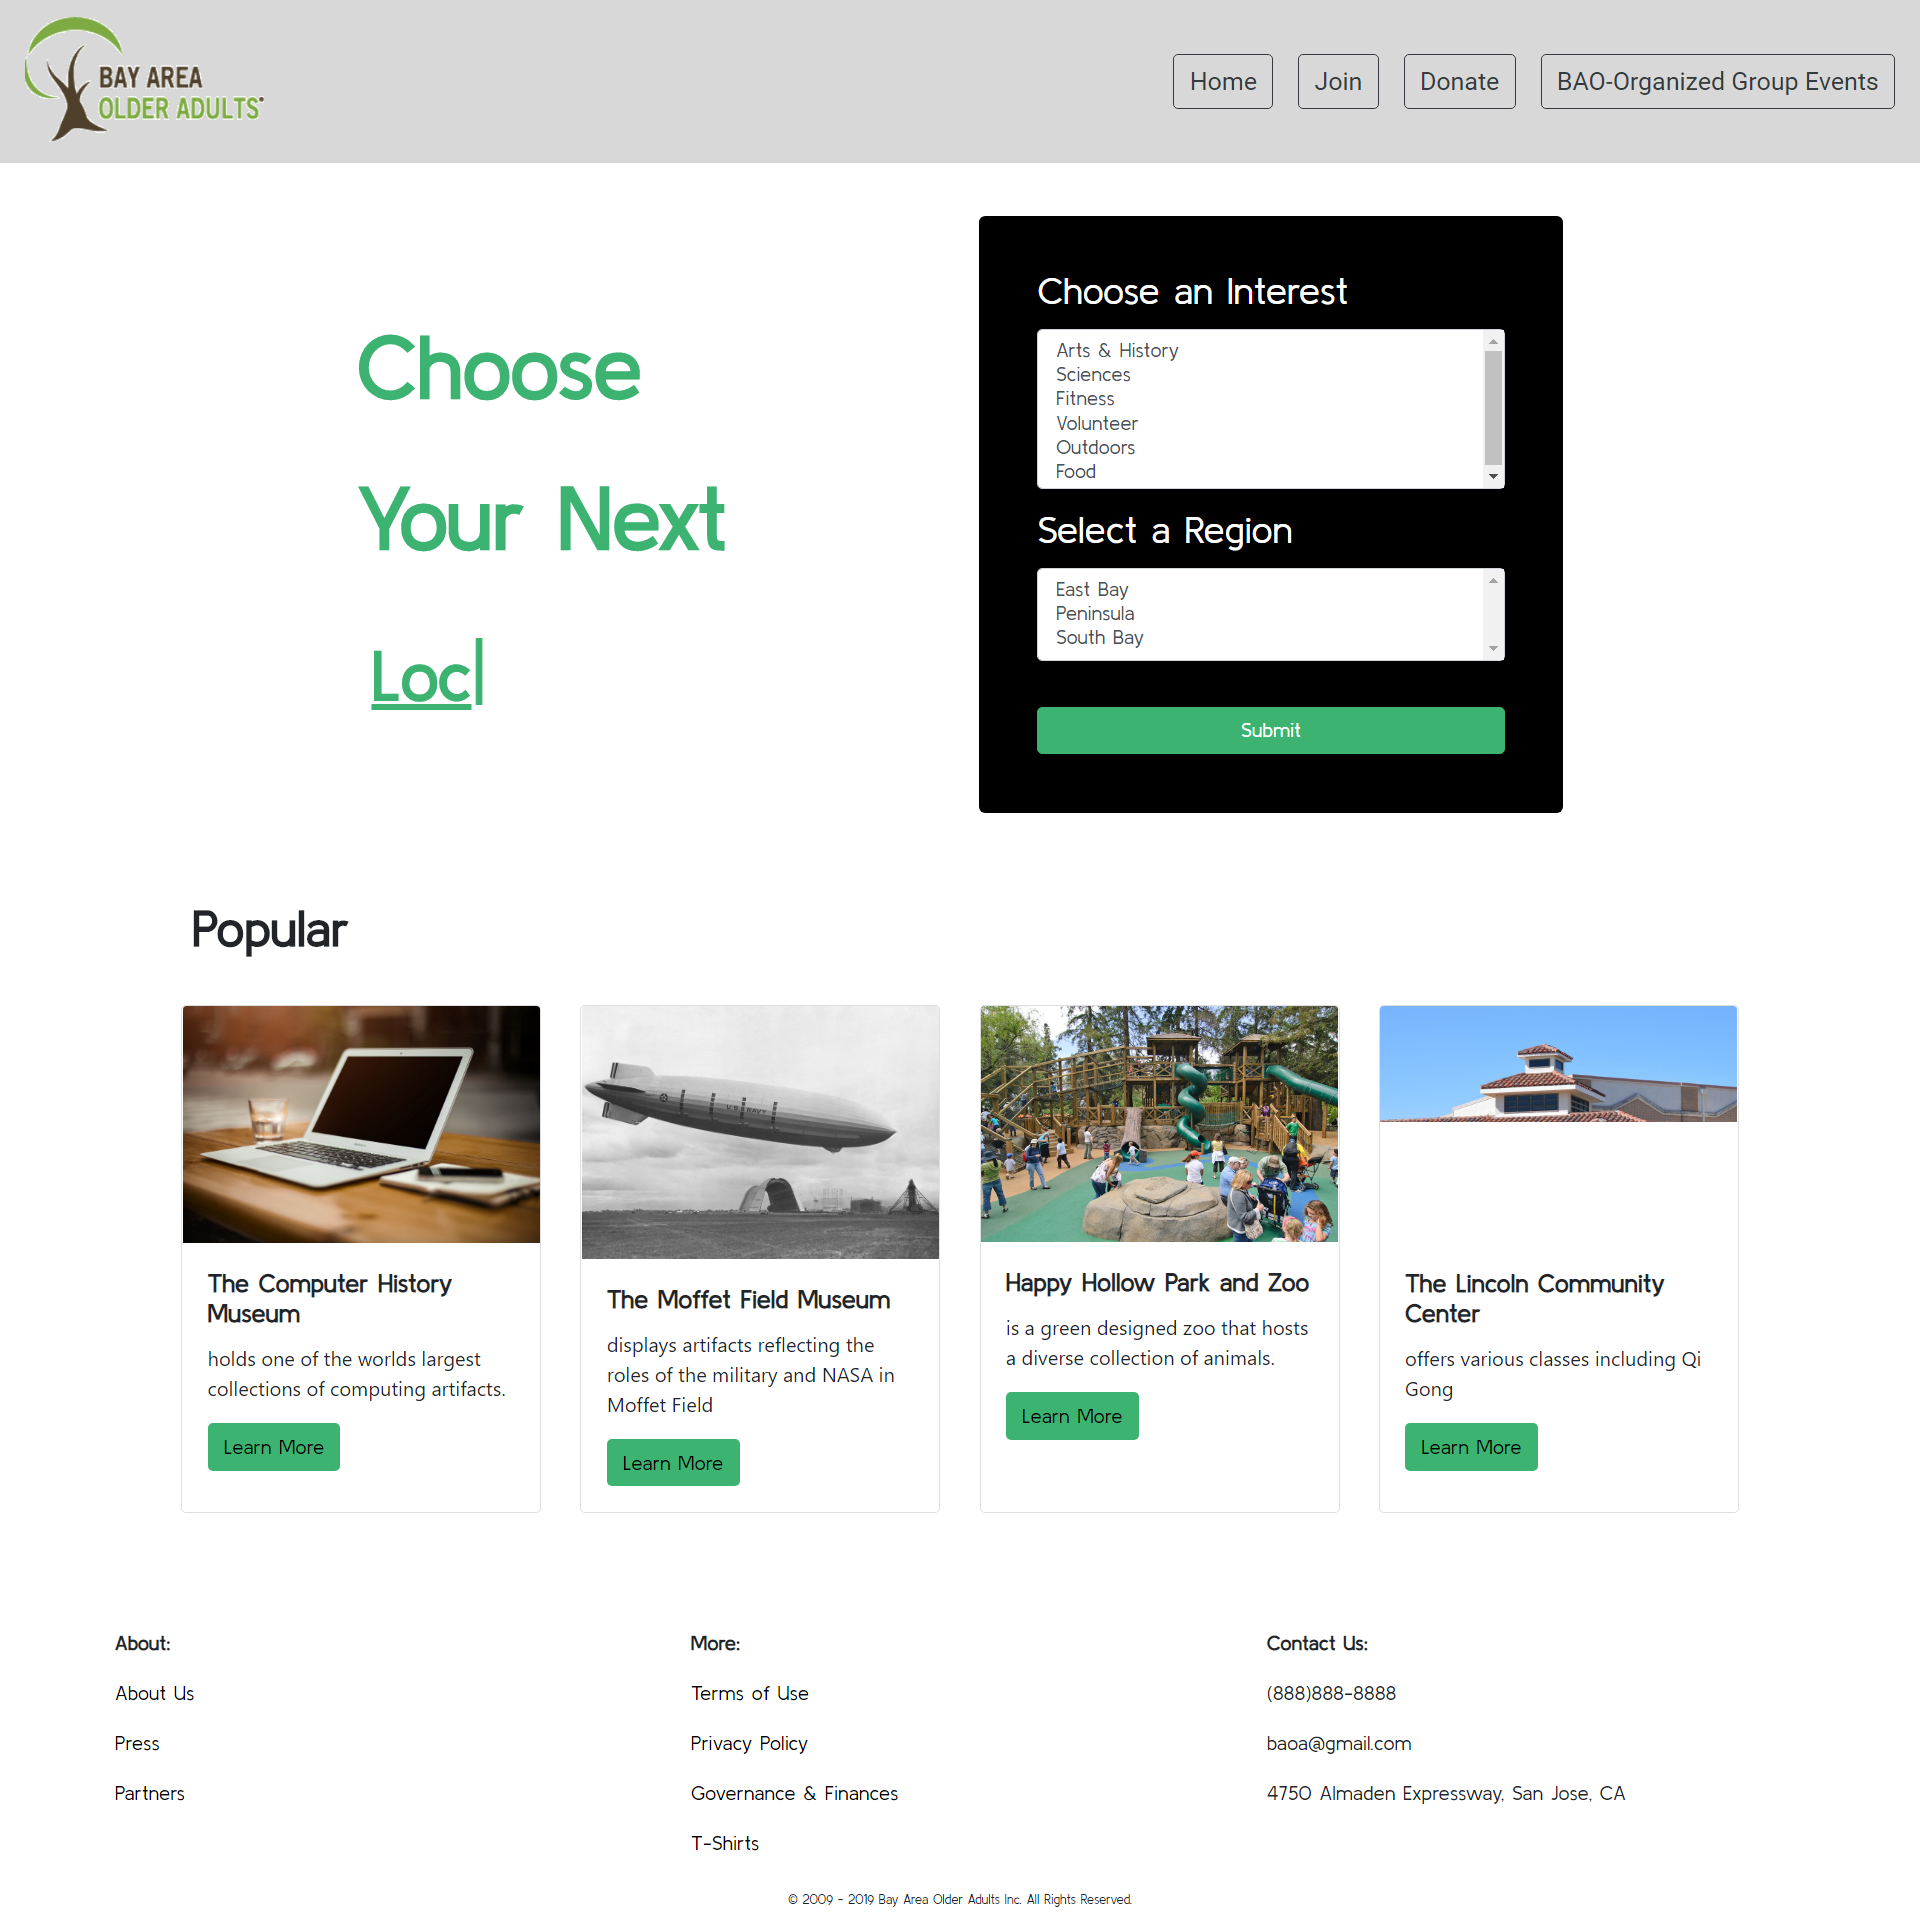 BAY AREA
OLDER ADULTS
Home
Join
Donate
BAO-Organized Group Events
Choose
Your Next
Loc
Choose an Interest
Arts & History
Sciences
Fitness
Volunteer
Outdoors
Food
Select a Region
East Bay
Peninsula
South Bay
Submit
Popular
U.S. NAVY
The Computer History
Museum
holds one of the worlds largest
collections of computing artifacts.
Learn More
The Moffet Field Museum
displays artifacts reflecting the
roles of the military and NASA in
Moffet Field
Learn More
Happy Hollow Park and Zoo
is a green designed zoo that hosts
a diverse collection of animals.
Learn More
The Lincoln Community
Center
offers various classes including Qi
Gong
Learn More
About:
About Us
Press
Partners
More:
Terms of Use
Privacy Policy
Governance & Finances
T-Shirts
Contact Us:
(888)888-8888
baoa@gmail.com
4750 Almaden Expressway, San Jose, CA
© 2009 - 2019 Bay Area Older Adults Inc. All Rights Reserved.